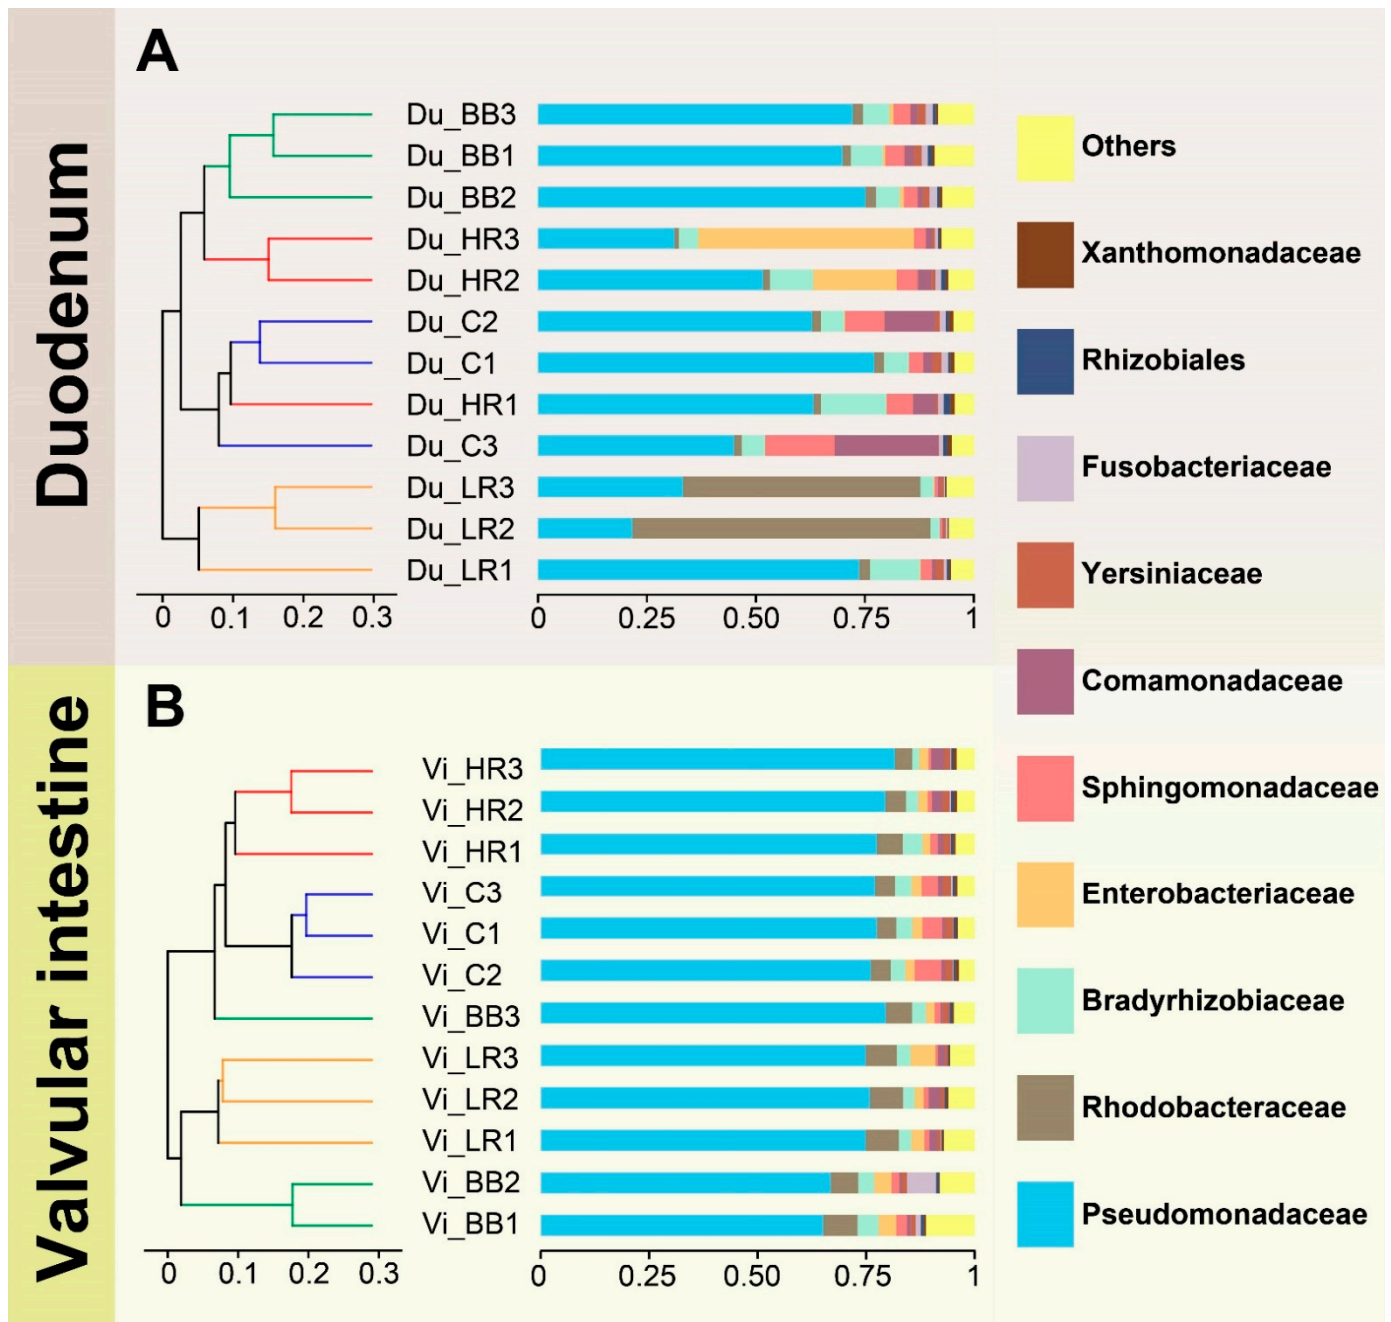 Duodenum
A
Du_BB3
Du_BB1
Du_BB2
Du_HR3
Du_HR2
Du_C2
Du_C1
Du_HR1
Du_C3
Du_LR3
Du_LR2
Du_LR1
0 0.1 0.2 0.3
0 0.25 0.50 0.75 1
Valvular intestine
B
Vi_HR3
Vi_HR2
Vi_HR1
Vi_C3
Vi_C1
Vi_C2
Vi_BB3
Vi_LR3
Vi_LR2
Vi_LR1
Vi_BB2
Vi_BB1
0 0.1 0.2 0.3
0 0.25 0.50 0.75 1
Others
Xanthomonadaceae
Rhizobiales
Fusobacteriaceae
Yersiniaceae
Comamonadaceae
Sphingomonadaceae
Enterobacteriaceae
Bradyrhizobiaceae
Rhodobacteraceae
Pseudomonadaceae